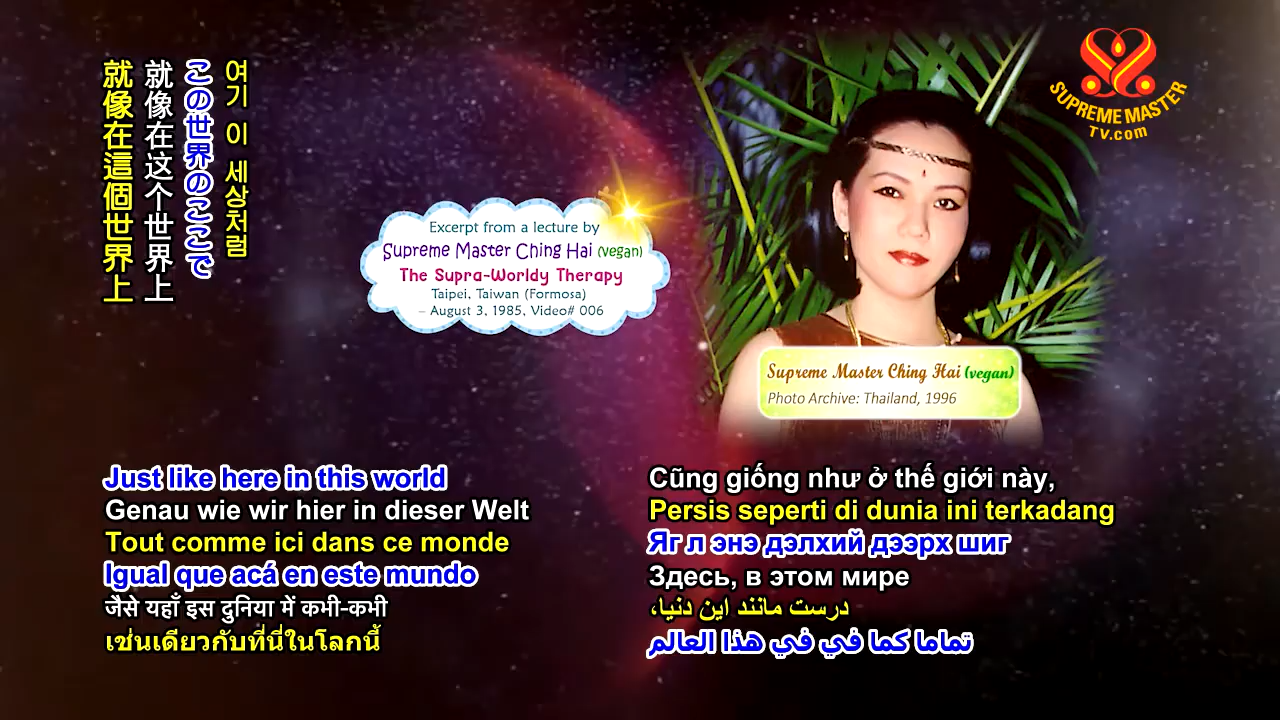 就像在這個世界上
就像在这个世界上
この世界のここで
여기 이 세상처럼
SUPREME MASTER
TV.com
Excerpt from a lecture by
Supreme Master Ching Hai (vegan)
The Supra-Worldy Therapy
Taipei, Taiwan (Formosa)
– August 3, 1985, Video# 006
Supreme Master Ching Hai (vegan)
Photo Archive: Thailand, 1996
Just like here in this world
Genau wie wir hier in dieser Welt
Tout comme ici dans ce monde
Igual que acá en este mundo
जैसे यहाँ इस दुनिया में कभी-कभी
เช่นเดียวกับที่นี่ในโลกนี้
Cũng giống như ở thế giới này,
Persis seperti di dunia ini terkadang
Яг л энэ дэлхий дээрх шиг
Здесь, в этом мире
درست مانند این دنیا،
تماما كما في في هذا العالم